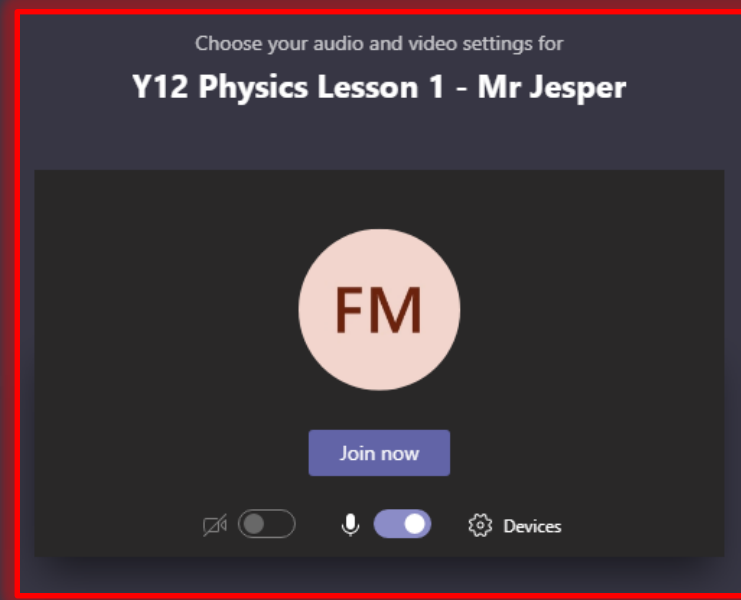 Choose your audio and video settings for
Y12 Physics Lesson 1 - Mr Jesper
FM
Join now
Devices